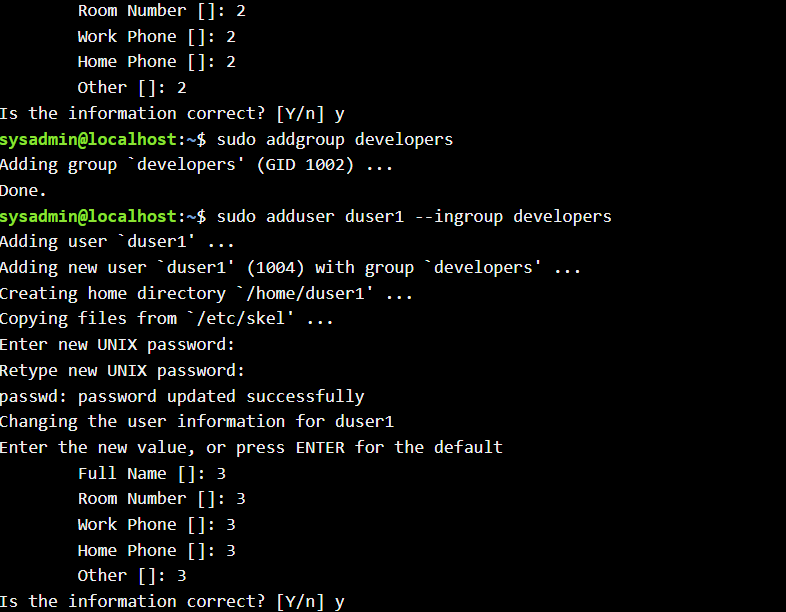 Room Number []: 2
Work Phone []: 2
Home Phone []: 2
Other []: 2
Is the information correct? [Y/n] y
sysadmin@localhost:~$ sudo addgroup developers
Adding group `developers' (GID 1002) ...
Done.
sysadmin@localhost:~$ sudo adduser duser1 --ingroup developers
Adding user `duser1' ...
Adding new user `duser1' (1004) with group `developers' ...
Creating home directory `/home/duser1' ...
Copying files from `/etc/skel' ...
Enter new UNIX password:
Retype new UNIX password:
passwd: password updated successfully
Changing the user information for duser1
Enter the new value, or press ENTER for the default
Full Name []: 3
Room Number []: 3
Work Phone []: 3
Home Phone []: 3
Other []: 3
Is the information correct? [Y/n] y